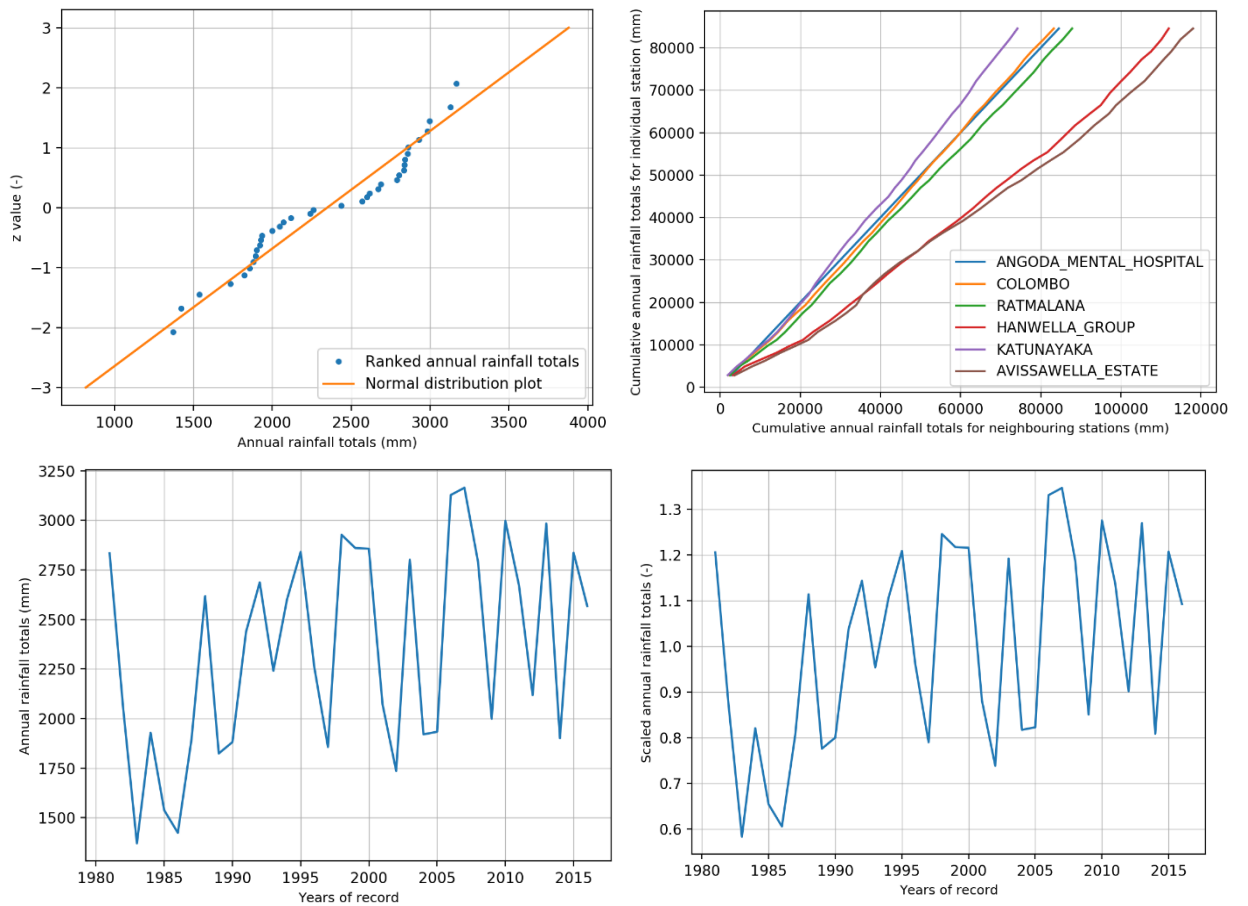 3
2
1
0
−1
−2
−3
z value (-)
1000 1500 2000 2500 3000 3500 4000
Annual rainfall totals (mm)
Ranked annual rainfall totals
Normal distribution plot
80000
70000
60000
50000
40000
30000
20000
10000
0
Cumulative annual rainfall totals for individual station (mm)
0 20000 40000 60000 80000 100000 120000
Cumulative annual rainfall totals for neighbouring stations (mm)
ANGODA_MENTAL_HOSPITAL
COLOMBO
RATMALANA
HANWELLA_GROUP
KATUNAYAKA
AVISSAWELLA_ESTATE
3250
3000
2750
2500
2250
2000
1750
1500
Annual rainfall totals (mm)
1980 1985 1990 1995 2000 2005 2010 2015
Years of record
1.3
1.2
1.1
1.0
0.9
0.8
0.7
0.6
Scaled annual rainfall totals (-)
1980 1985 1990 1995 2000 2005 2010 2015
Years of record